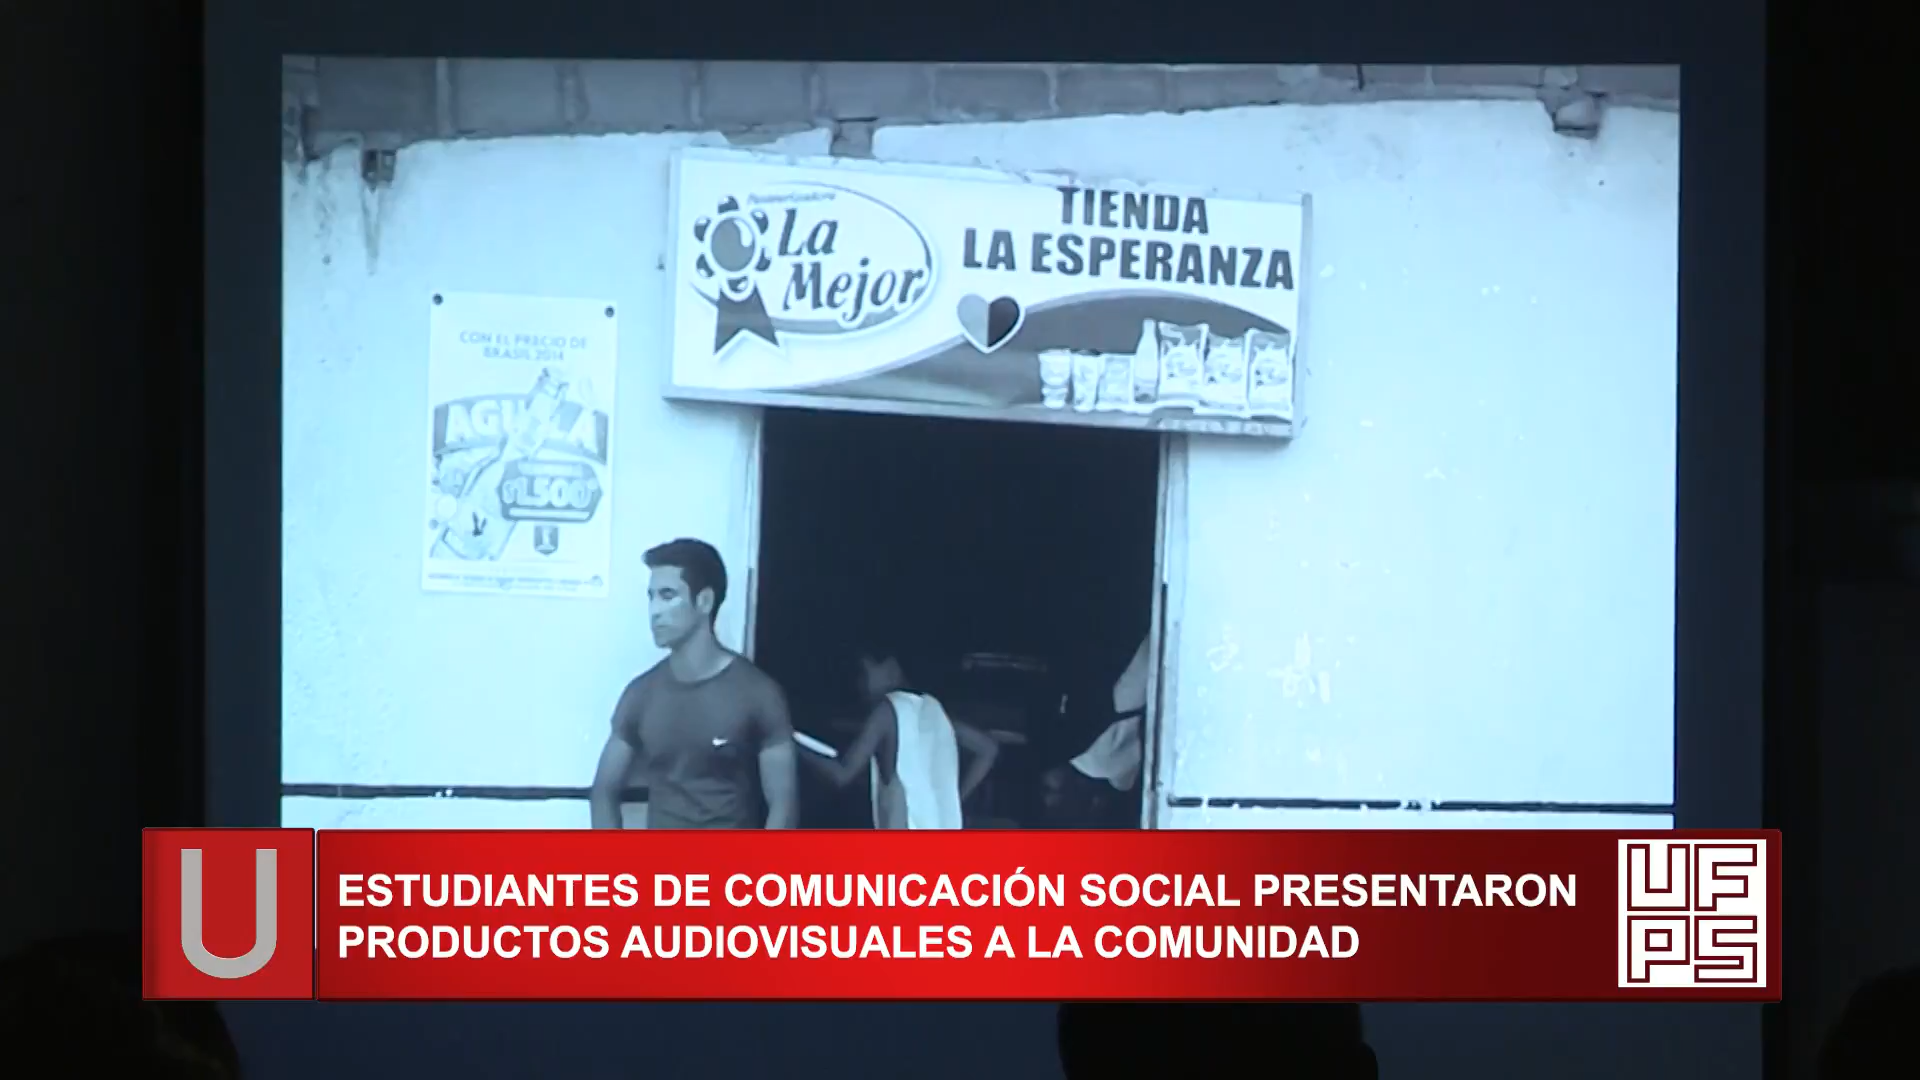 Pasteurizadora
La
Mejor
TIENDA
LA ESPERANZA
CON EL PRECIO DE
BRASIL 2014
AGUILA
$1.500
U
ESTUDIANTES DE COMUNICACIÓN SOCIAL PRESENTARON
PRODUCTOS AUDIOVISUALES A LA COMUNIDAD
UF
PS